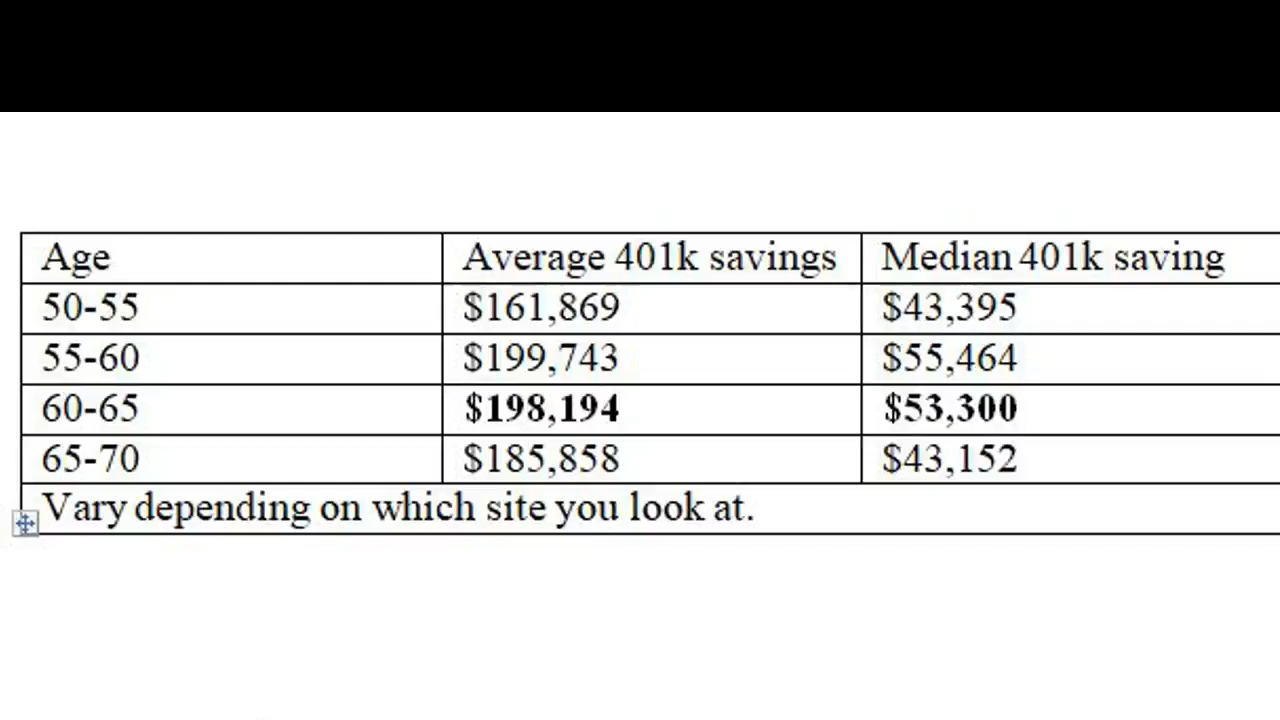 Age Average 401k savings Median 401k saving
50-55 $161,869 $43,395
55-60 $199,743 $55,464
60-65 $198,194 $53,300
65-70 $185,858 $43,152
Vary depending on which site you look at.